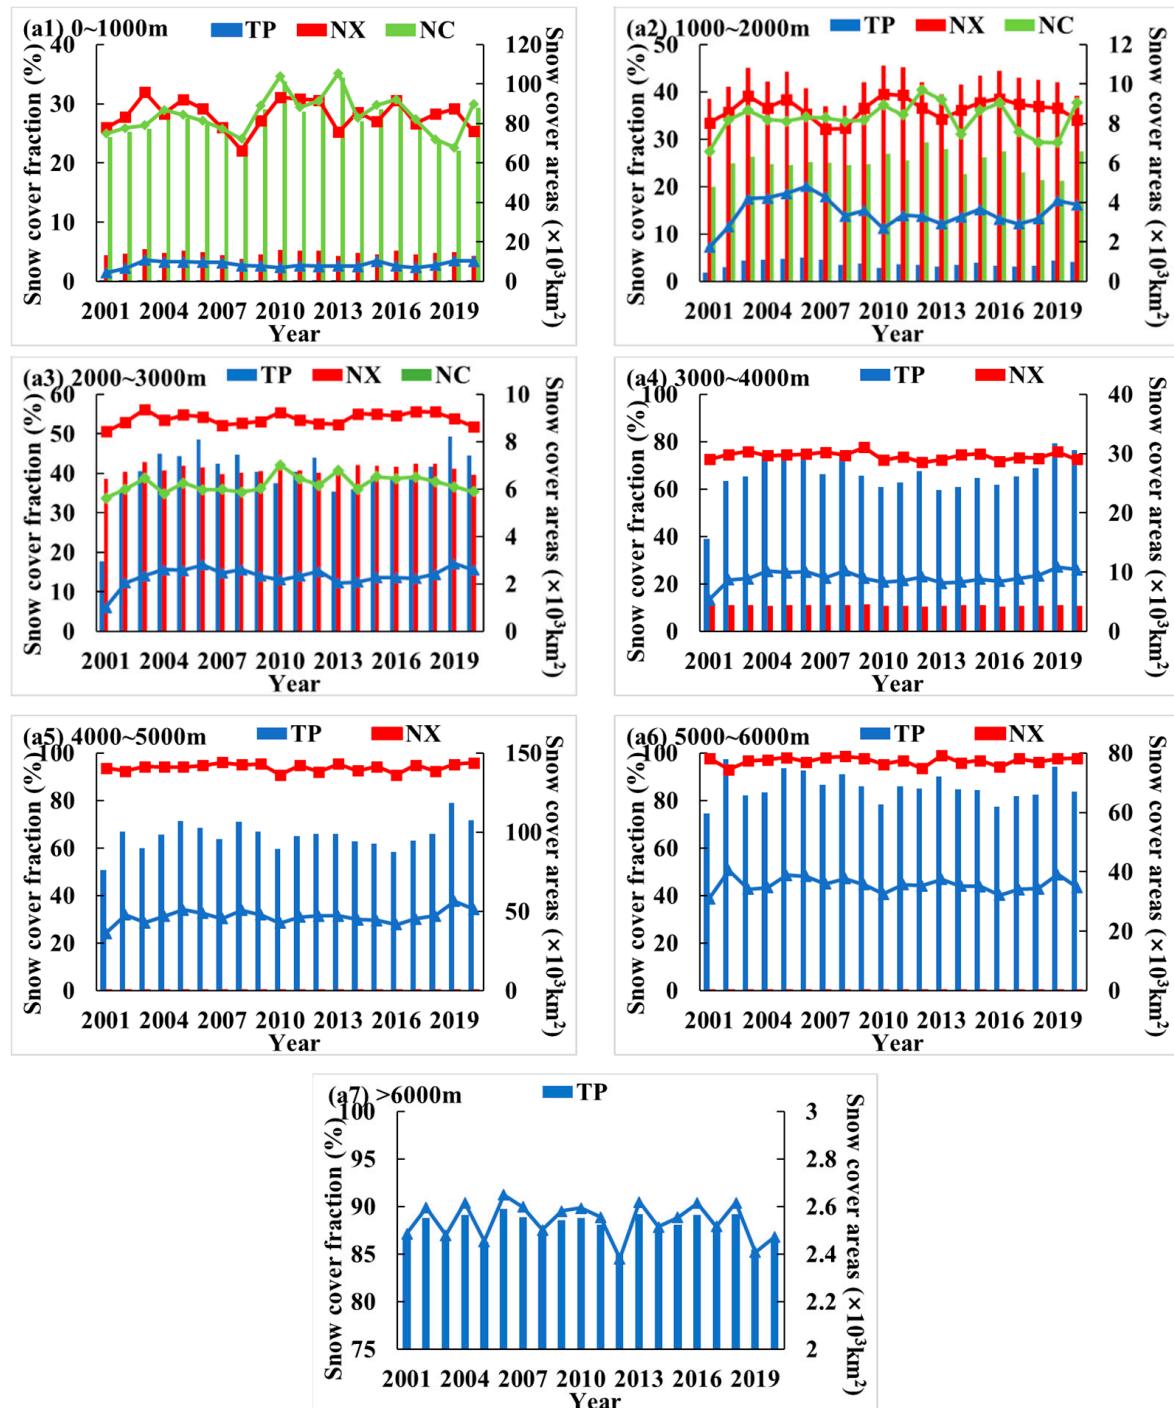 (a1) 0~1000m TP NX NC
Snow cover fraction (%)
40
30
20
10
0
120
100
80
60
40
20
0
Snow cover areas (×10³km²)
2001 2004 2007 2010 2013 2016 2019
Year
(a2) 1000~2000m TP NX NC
Snow cover fraction (%)
50
40
30
20
10
0
12
10
8
6
4
2
0
Snow cover areas (×10³km²)
2001 2004 2007 2010 2013 2016 2019
Year
(a3) 2000~3000m TP NX NC
Snow cover fraction (%)
60
50
40
30
20
10
0
10
8
6
4
2
0
Snow cover areas (×10³km²)
2001 2004 2007 2010 2013 2016 2019
Year
(a4) 3000~4000m TP NX
Snow cover fraction (%)
100
80
60
40
20
0
40
30
20
10
0
Snow cover areas (×10³km²)
2001 2004 2007 2010 2013 2016 2019
Year
(a5) 4000~5000m TP NX
Snow cover fraction (%)
100
80
60
40
20
0
150
100
50
0
Snow cover areas (×10³km²)
2001 2004 2007 2010 2013 2016 2019
Year
(a6) 5000~6000m TP NX
Snow cover fraction (%)
100
80
60
40
20
0
80
60
40
20
0
Snow cover areas (×10³km²)
2001 2004 2007 2010 2013 2016 2019
Year
(a7) >6000m TP
Snow cover fraction (%)
100
95
90
85
80
75
3
2.8
2.6
2.4
2.2
2
Snow cover areas (×10³km²)
2001 2004 2007 2010 2013 2016 2019
Year